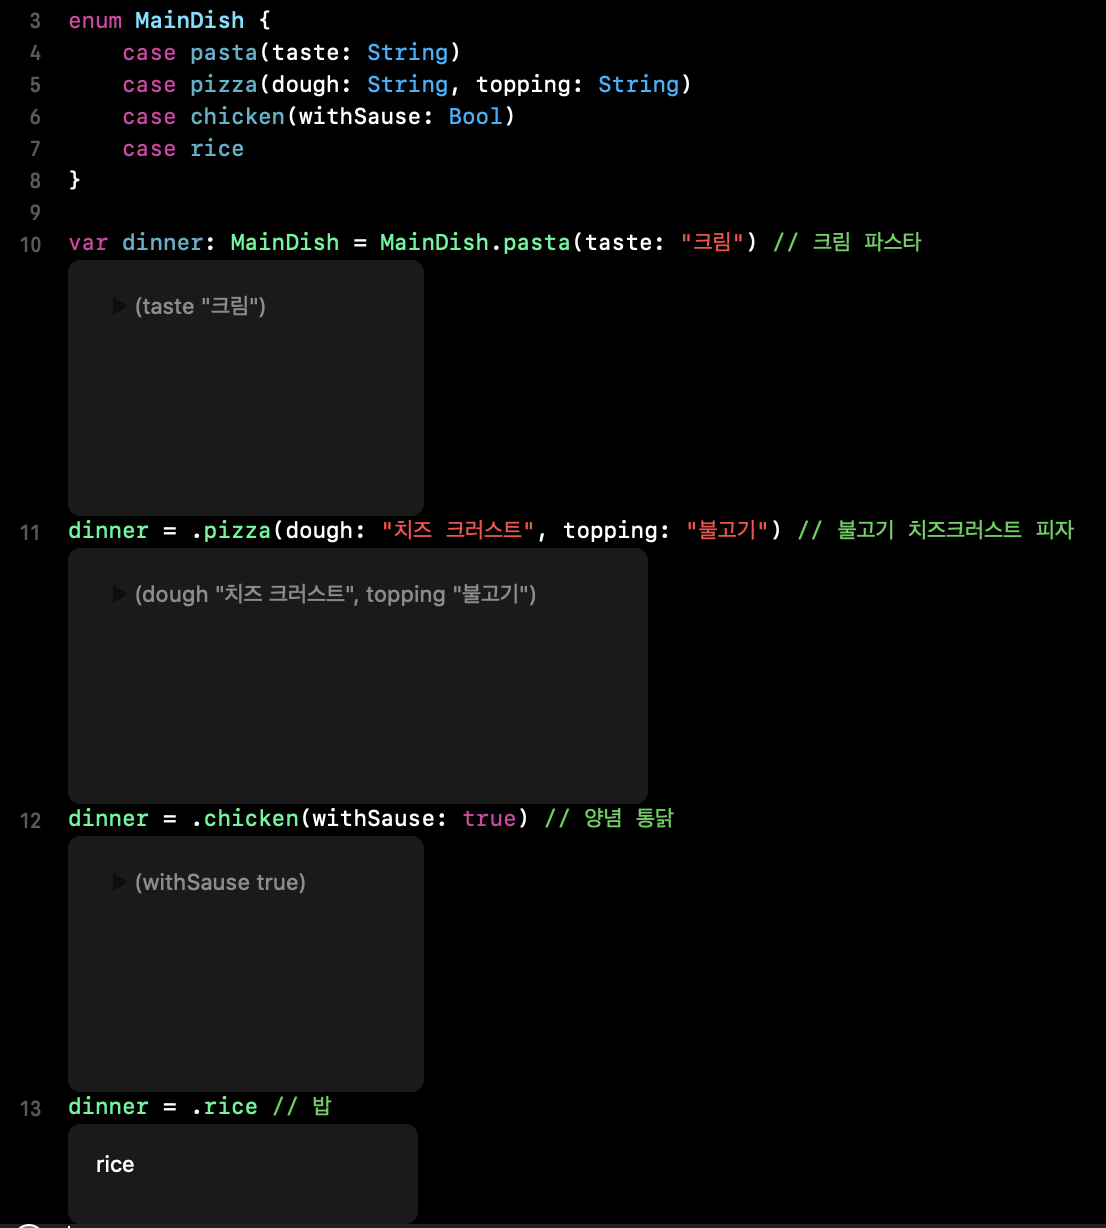 3 enum MainDish {
4 case pasta(taste: String)
5 case pizza(dough: String, topping: String)
6 case chicken(withSause: Bool)
7 case rice
8 }
9
10 var dinner: MainDish = MainDish.pasta(taste: "크림") // 크림 파스타
(taste "크림")
11 dinner = .pizza(dough: "치즈 크러스트", topping: "불고기") // 불고기 치즈크러스트 피자
(dough "치즈 크러스트", topping "불고기")
12 dinner = .chicken(withSause: true) // 양념 통닭
(withSause true)
13 dinner = .rice // 밥
rice